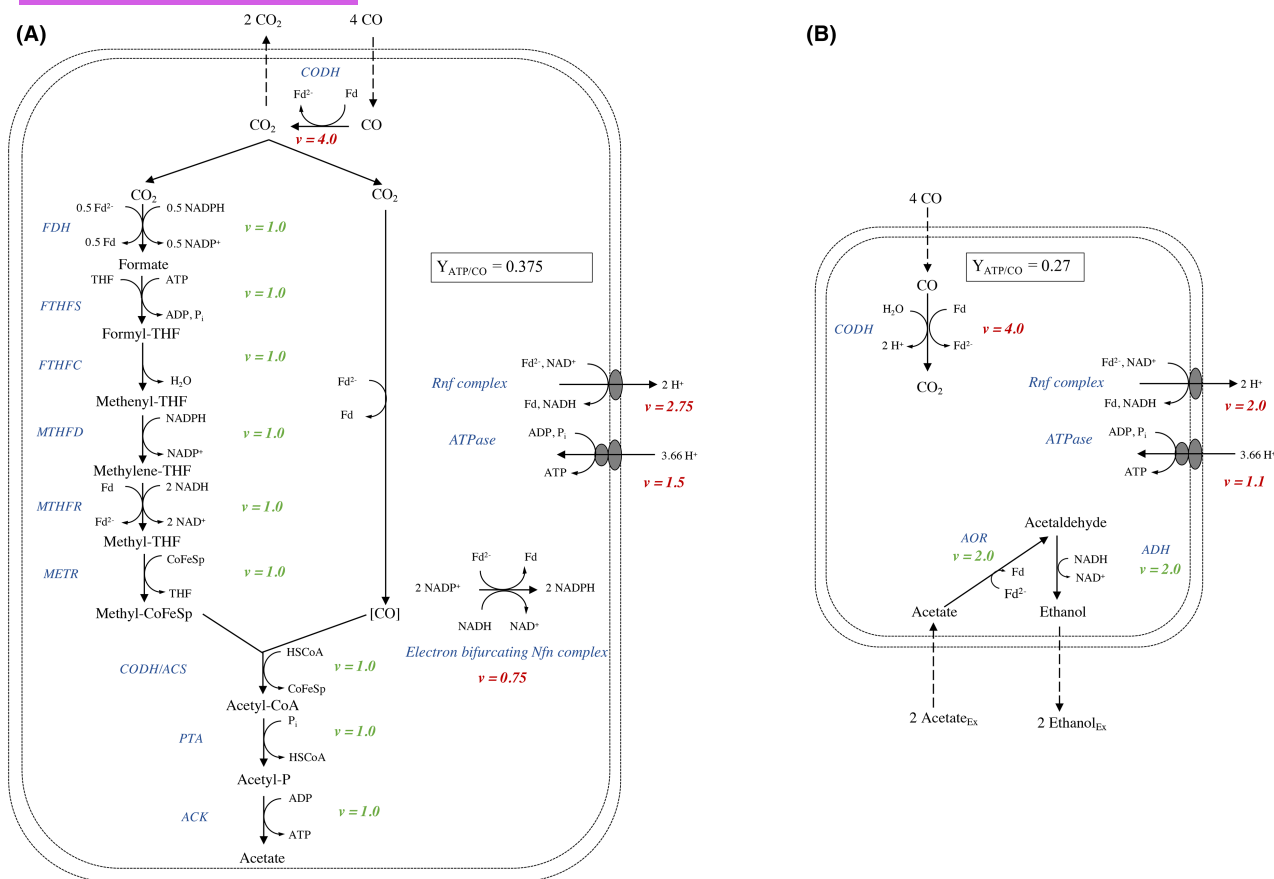 (A)
2 CO₂
4 CO
CODH
Fd²⁻
Fd
CO₂
CO
v = 4.0
CO₂
CO₂
0.5 Fd²⁻
0.5 NADPH
FDH
v = 1.0
0.5 Fd
0.5 NADP⁺
Formate
THF
ATP
FTHFS
v = 1.0
ADP, Pᵢ
Formyl-THF
FTHFC
v = 1.0
H₂O
Methenyl-THF
NADPH
MTHFD
v = 1.0
NADP⁺
Methylene-THF
Fd
2 NADH
MTHFR
v = 1.0
Fd²⁻
2 NAD⁺
Methyl-THF
CoFeSp
METR
v = 1.0
THF
Methyl-CoFeSp
Fd²⁻
Fd
[CO]
HSCoA
CODH/ACS
v = 1.0
CoFeSp
Acetyl-CoA
Pᵢ
PTA
v = 1.0
HSCoA
Acetyl-P
ADP
ACK
v = 1.0
ATP
Acetate
Y_ATP/CO = 0.375
Fd²⁻, NAD⁺
Rnf complex
2 H⁺
Fd, NADH
v = 2.75
ADP, Pᵢ
ATPase
3.66 H⁺
ATP
v = 1.5
Fd²⁻
Fd
2 NADP⁺
2 NADPH
NADH
NAD⁺
Electron bifurcating Nfn complex
v = 0.75
(B)
4 CO
Y_ATP/CO = 0.27
CO
H₂O
Fd
CODH
v = 4.0
2 H⁺
Fd²⁻
CO₂
Fd²⁻, NAD⁺
Rnf complex
2 H⁺
Fd, NADH
v = 2.0
ADP, Pᵢ
ATPase
3.66 H⁺
ATP
v = 1.1
Acetaldehyde
AOR
v = 2.0
Fd
Fd²⁻
NADH
NAD⁺
ADH
v = 2.0
Acetate
Ethanol
2 Acetate_Ex
2 Ethanol_Ex